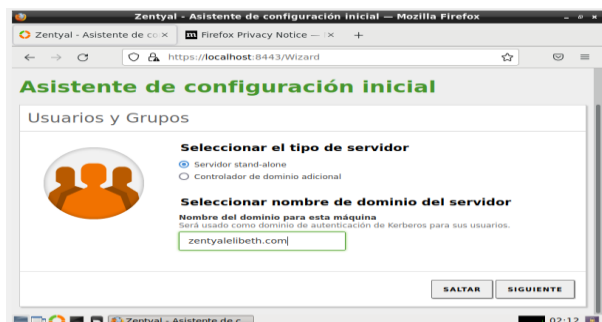 Zentyal - Asistente de configuración inicial — Mozilla Firefox
Zentyal - Asistente de co
Firefox Privacy Notice —
https://localhost:8443/Wizard
Asistente de configuración inicial
Usuarios y Grupos
Seleccionar el tipo de servidor
Servidor stand-alone
Controlador de dominio adicional
Seleccionar nombre de dominio del servidor
Nombre del dominio para esta máquina
Será usado como dominio de autenticación de Kerberos para sus usuarios.
zentyalelibeth.com
SALTAR
SIGUIENTE
Zentyal - Asistente de c...
02:12